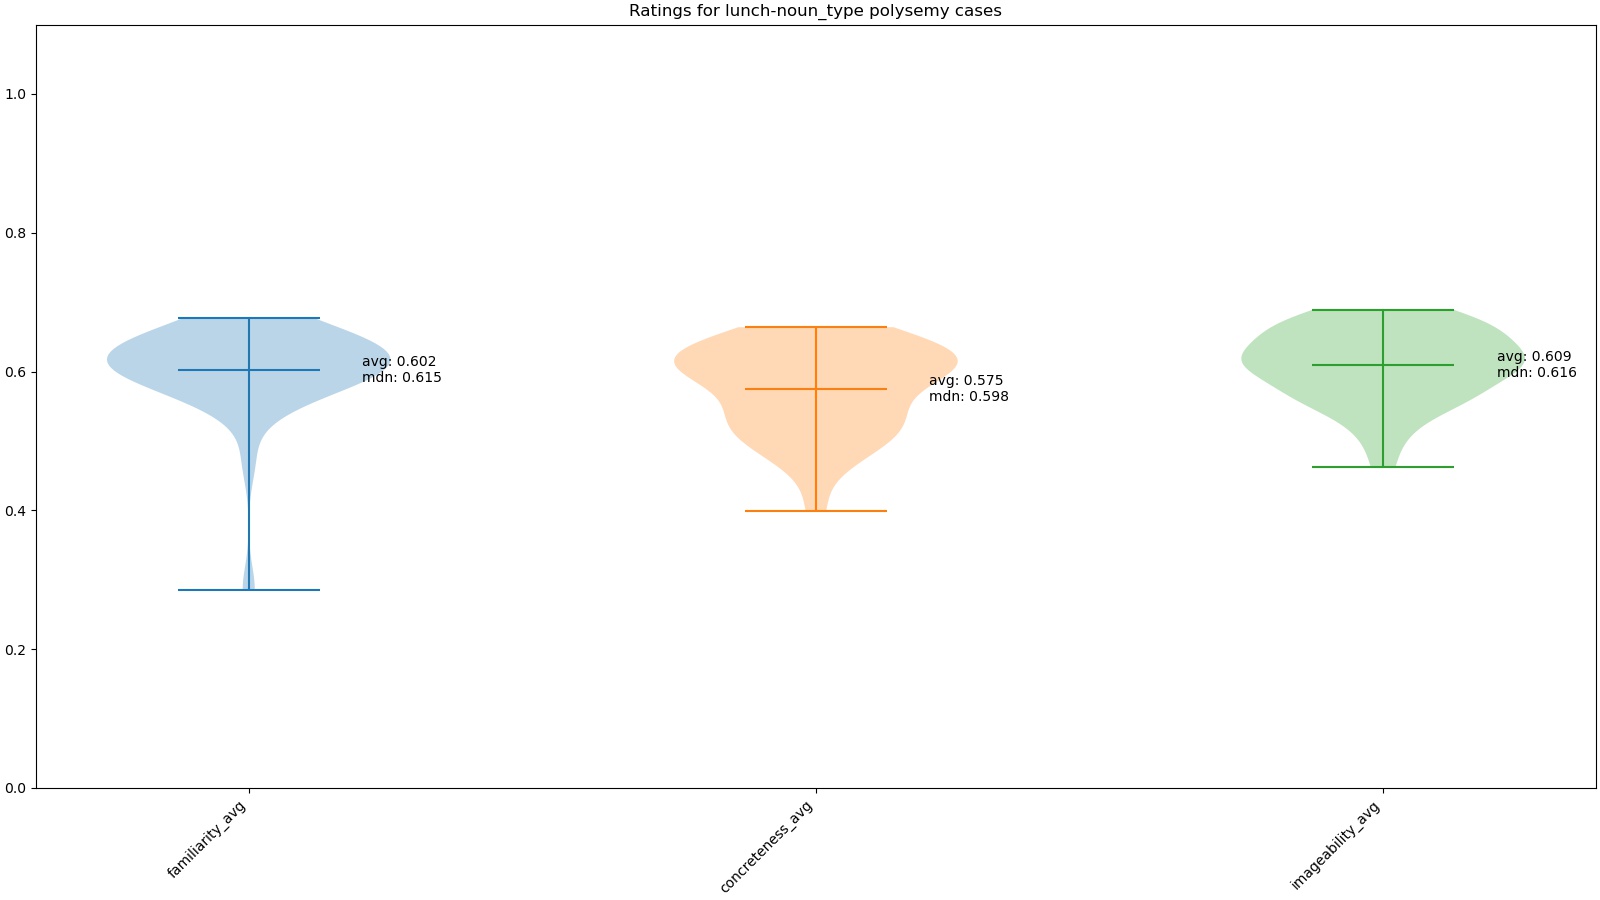 Ratings for lunch-noun_type polysemy cases
1.0
0.8
0.6
0.4
0.2
0.0
avg: 0.602
mdn: 0.615
avg: 0.575
mdn: 0.598
avg: 0.609
mdn: 0.616
familiarity_avg
concreteness_avg
imageability_avg